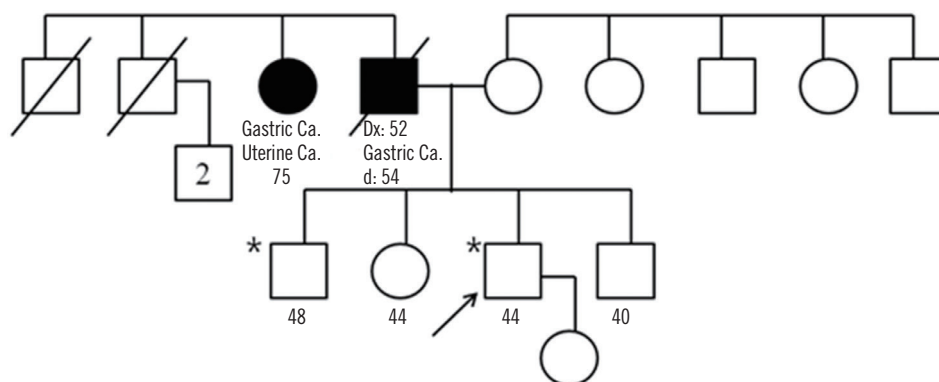 Gastric Ca.
Uterine Ca.
75
Dx: 52
Gastric Ca.
d: 54
2
*
48
44
*
44
40